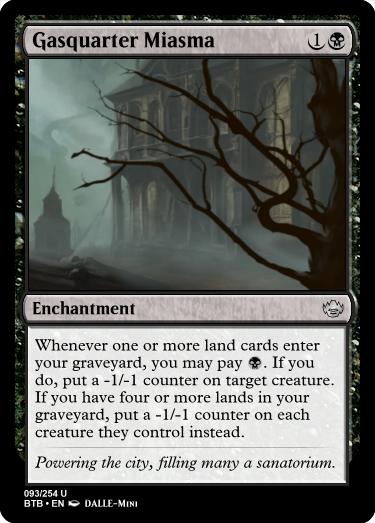 Gasquarter Miasma 1
Enchantment
Whenever one or more land cards enter
your graveyard, you may pay . If you
do, put a -1/-1 counter on target creature.
If you have four or more lands in your
graveyard, put a -1/-1 counter on each
creature they control instead.
Powering the city, filling many a sanatorium.
093/254 U
BTB • EN DALLE-Mini